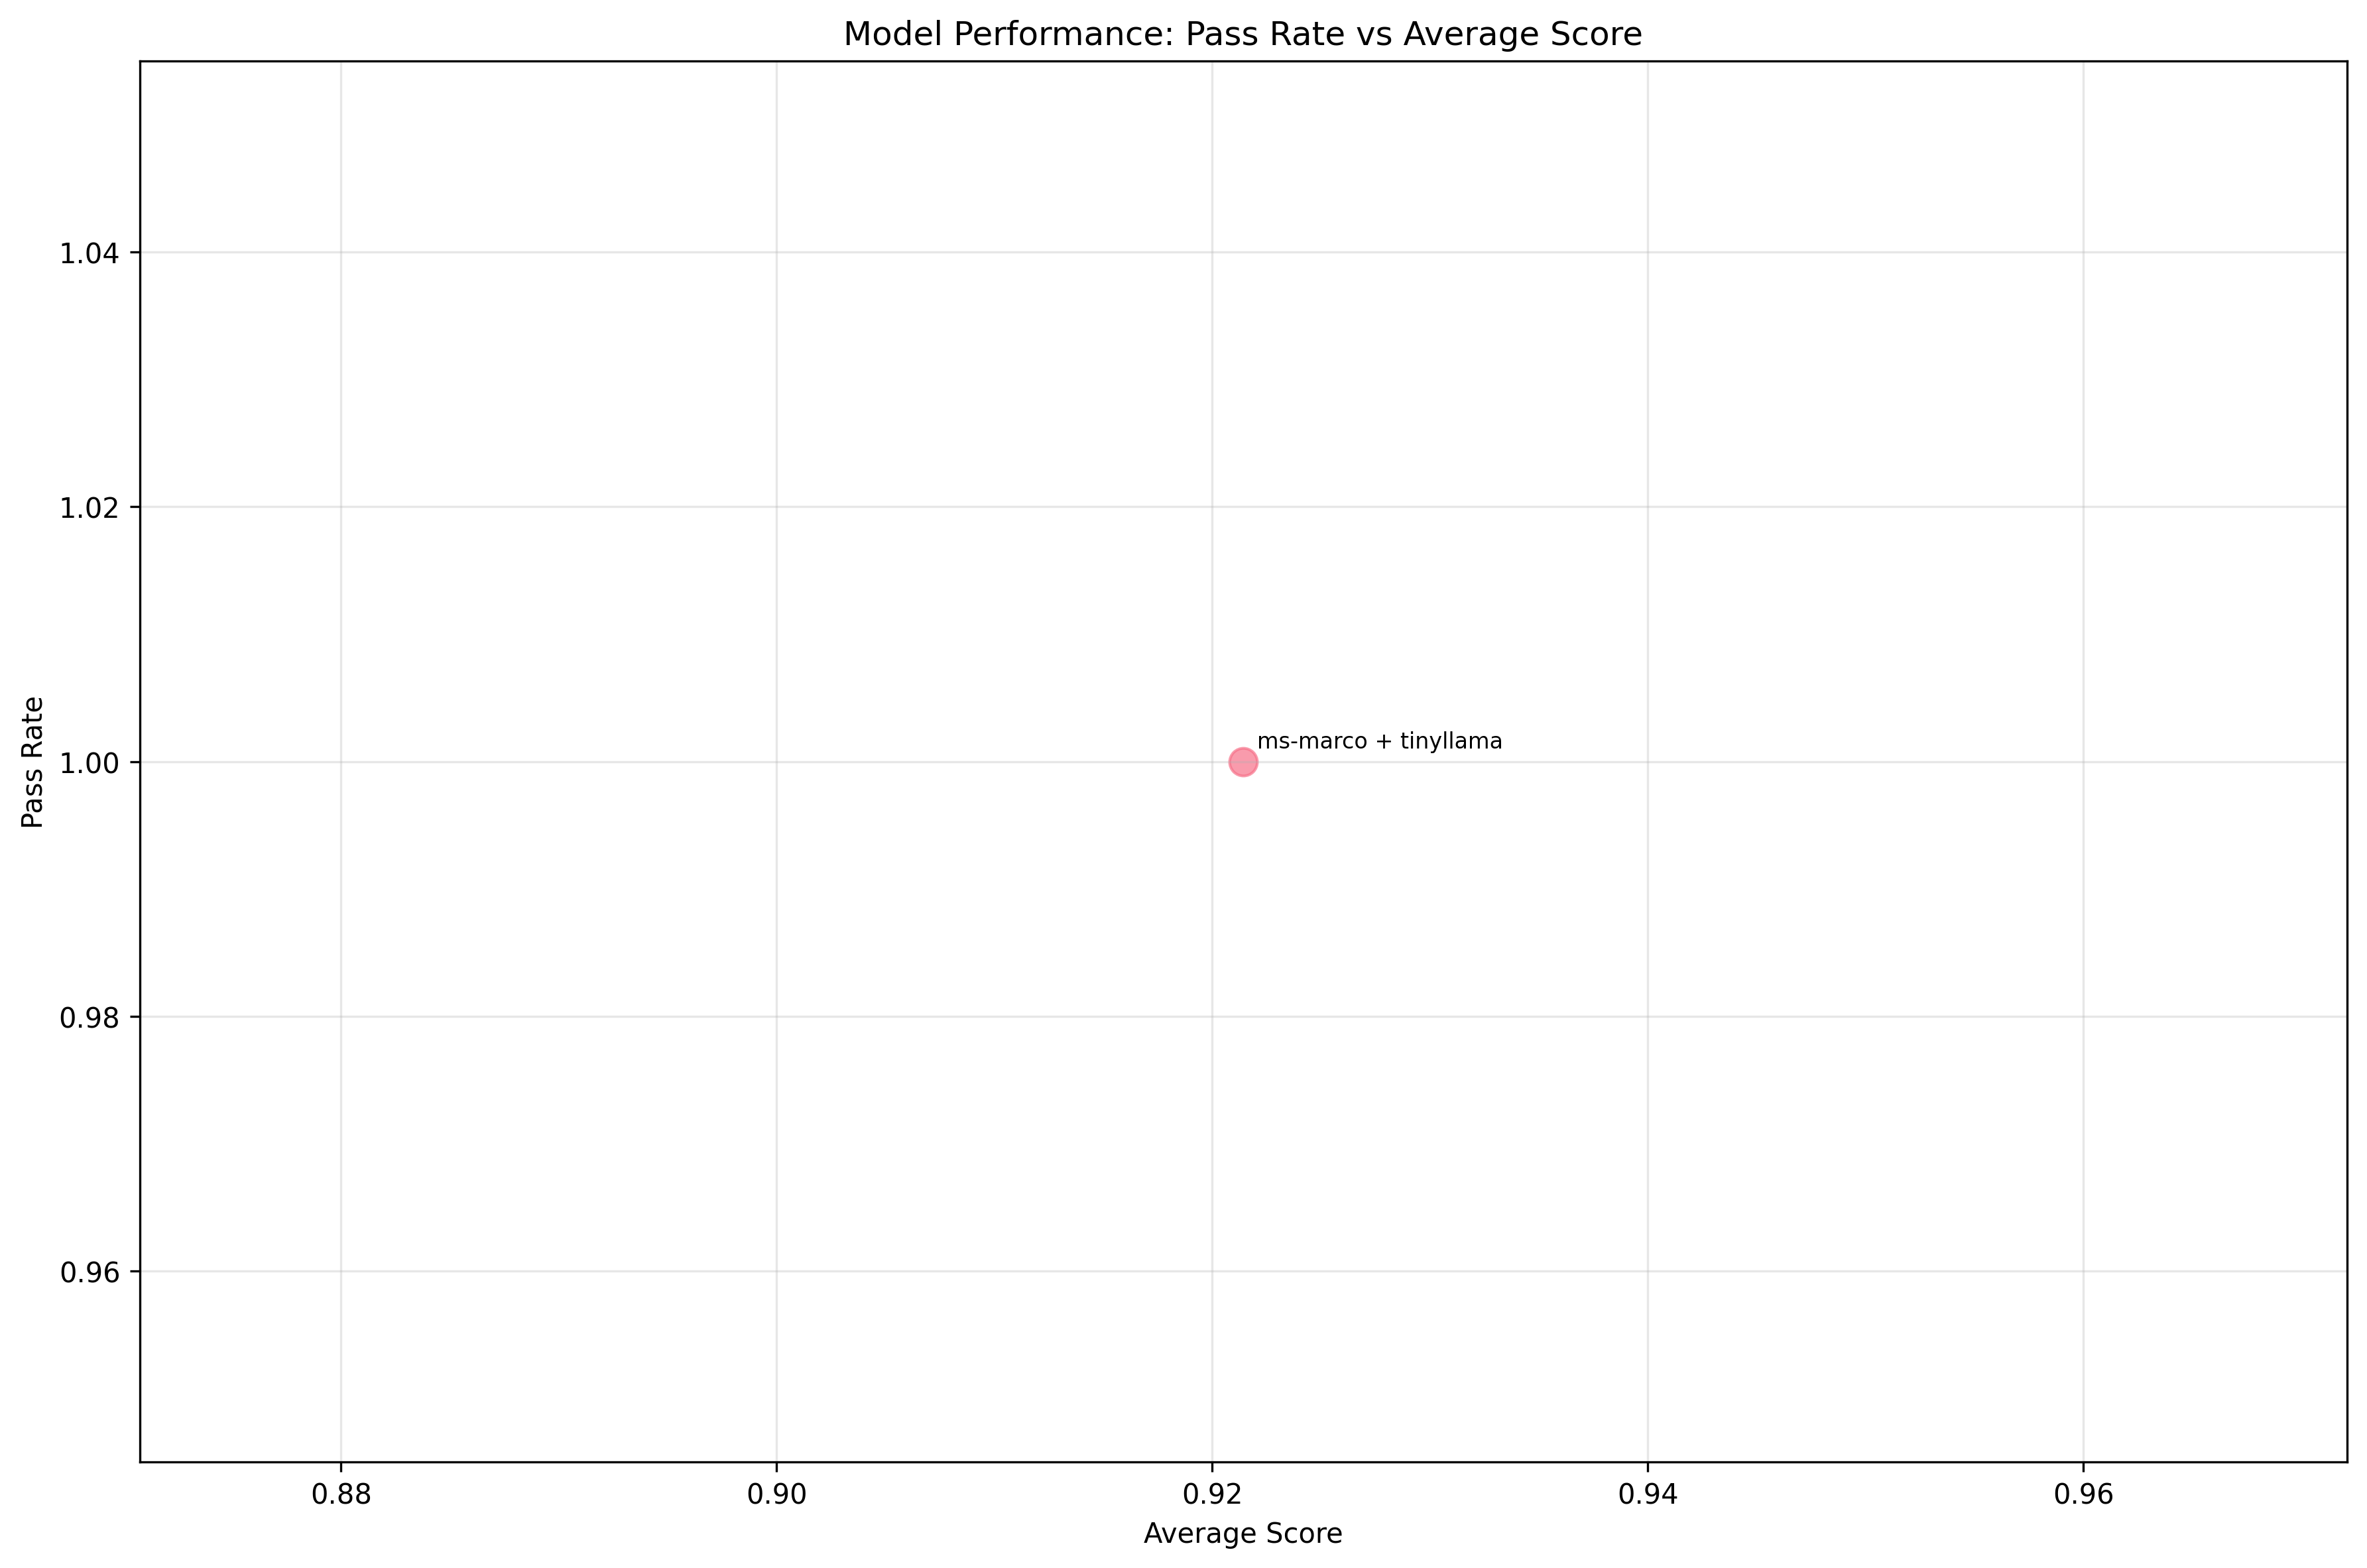 Model Performance: Pass Rate vs Average Score
1.04
1.02
1.00
0.98
0.96
Pass Rate
ms-marco + tinyllama
0.88
0.90
0.92
0.94
0.96
Average Score